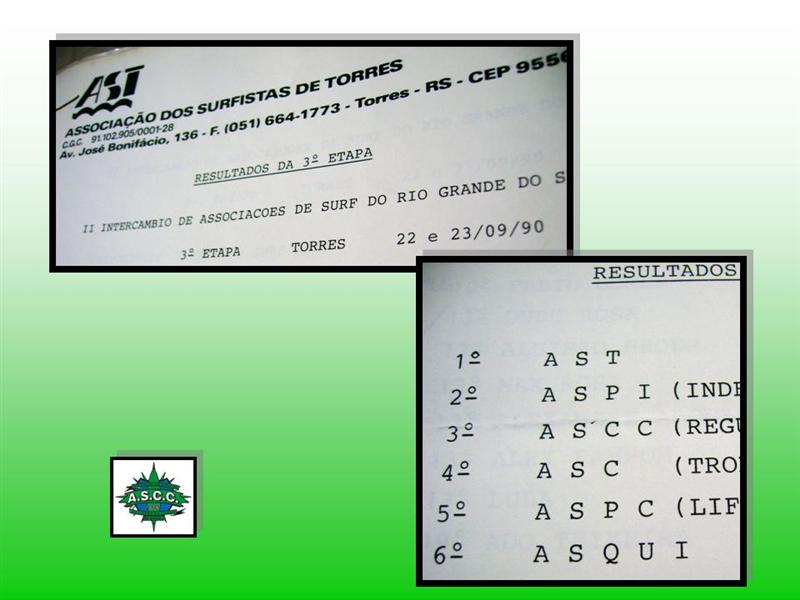 AST
ASSOCIAÇÃO DOS SURFISTAS DE TORRES
C.G.C. 91.102.905/0001-28
Av. José Bonifácio, 136 - F. (051) 664-1773 - Torres - RS - CEP 9556
RESULTADOS DA 3º ETAPA
II INTERCAMBIO DE ASSOCIACOES DE SURF DO RIO GRANDE DO S
3º ETAPA TORRES 22 e 23/09/90
RESULTADOS
1º A S T
2º A S P I (INDE
3º A S C C (REGU
4º A S C (TRO
5º A S P C (LIF
6º A S Q U I
A.S.C.C.